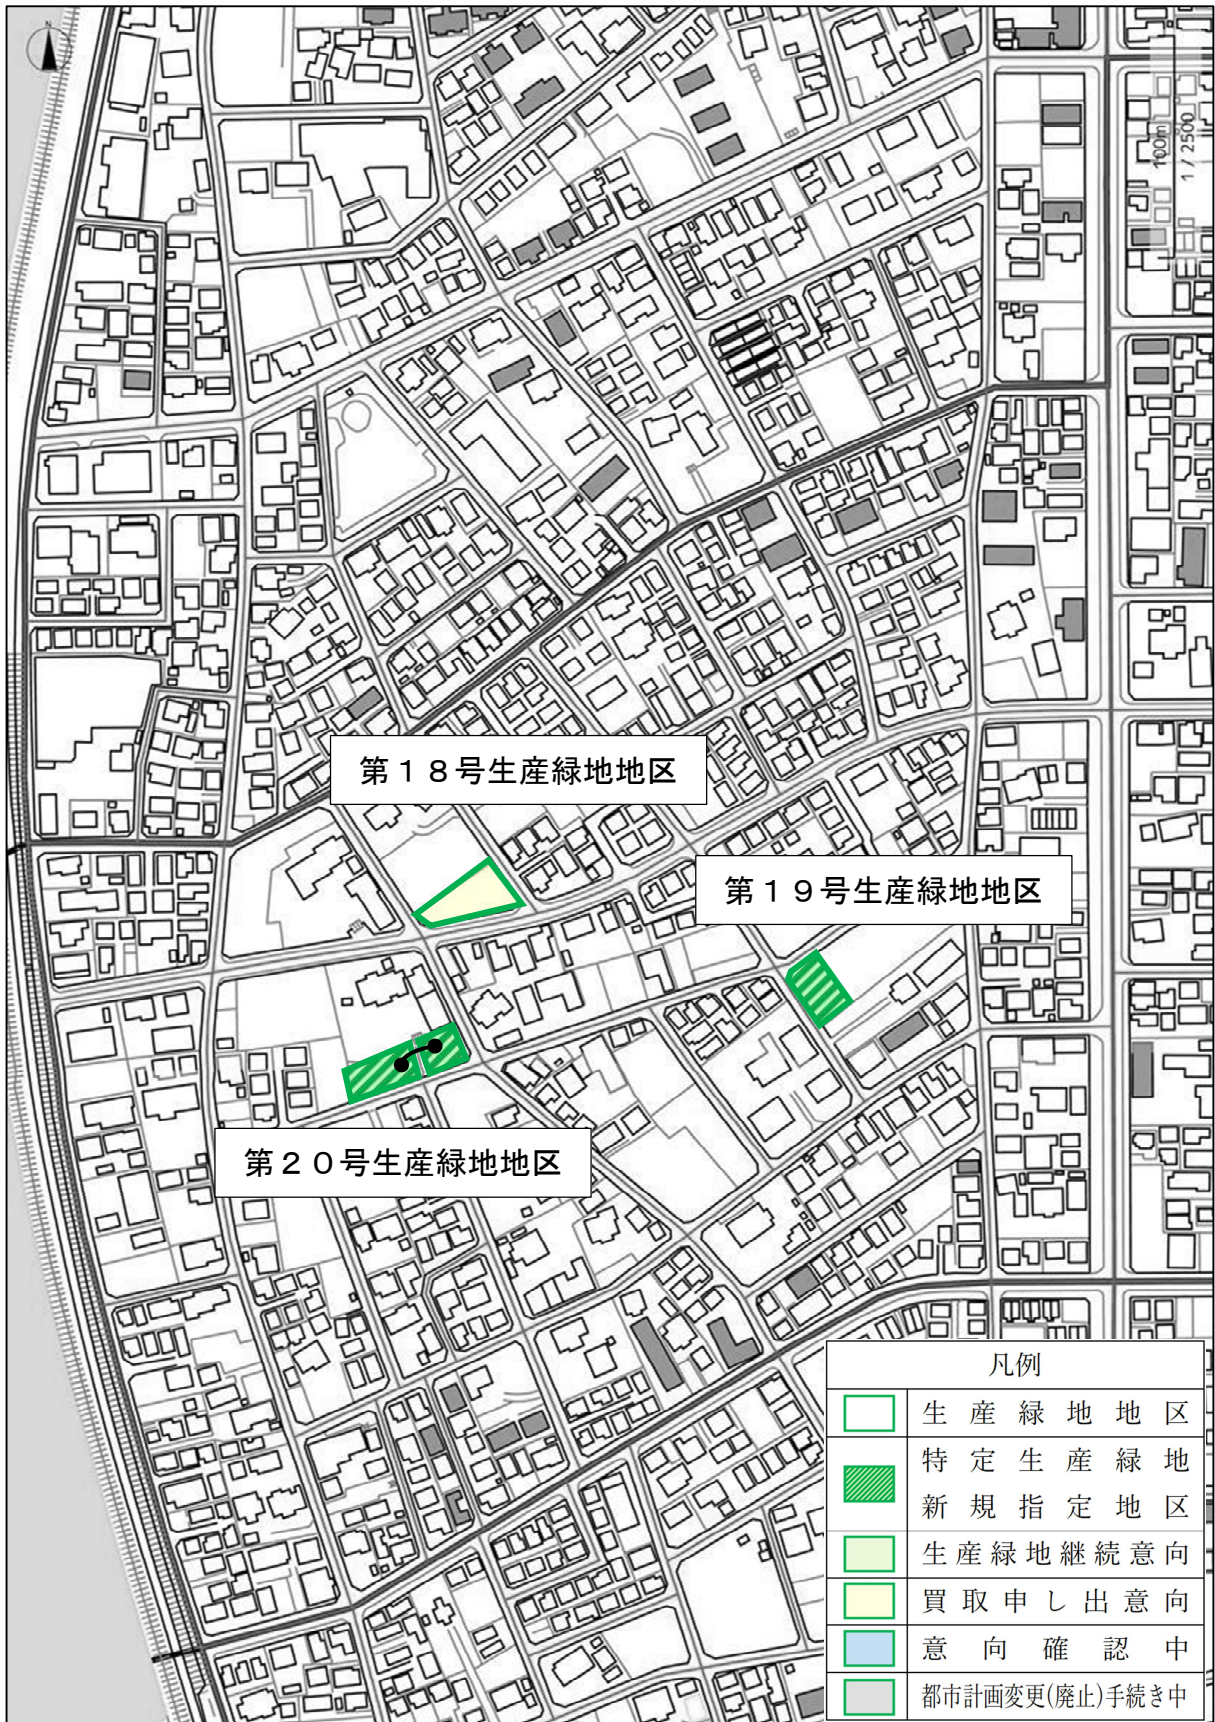 N
100m
1 / 2500
第18号生産緑地地区
第19号生産緑地地区
第20号生産緑地地区
凡例
生産緑地地区
特定生産緑地
新規指定地区
生産緑地継続意向
買取申し出意向
意向確認中
都市計画変更(廃止)手続き中